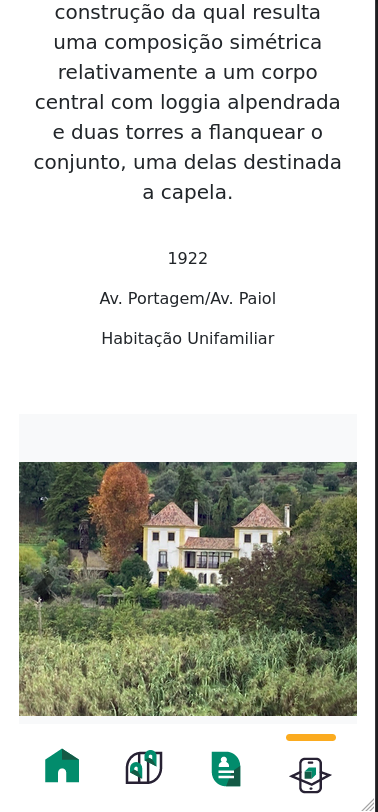 construção da qual resulta
uma composição simétrica
relativamente a um corpo
central com loggia alpendrada
e duas torres a flanquear o
conjunto, uma delas destinada
a capela.
1922
Av. Portagem/Av. Paiol
Habitação Unifamiliar